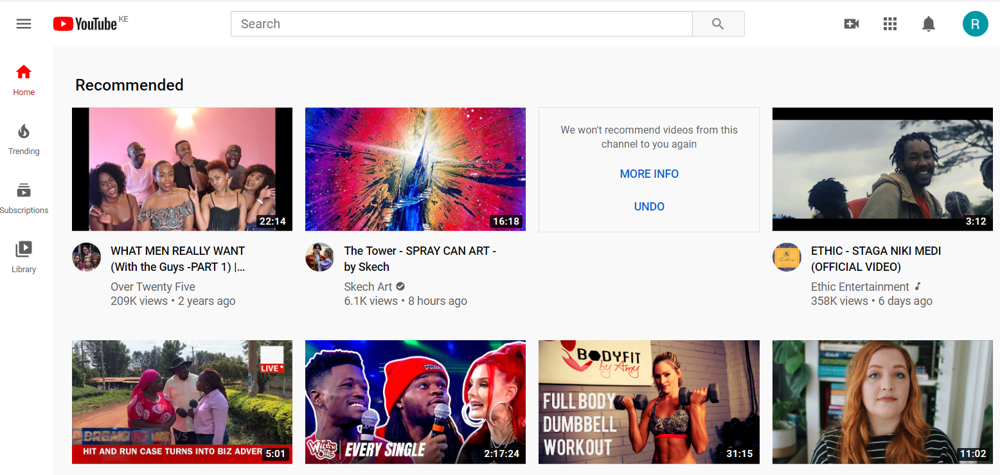 YouTube KE
Search
R
Home
Trending
Subscriptions
Library
Recommended
22:14
WHAT MEN REALLY WANT
(With the Guys -PART 1) |...
Over Twenty Five
209K views • 2 years ago
16:18
The Tower - SPRAY CAN ART -
by Skech
Skech Art
6.1K views • 8 hours ago
We won't recommend videos from this
channel to you again
MORE INFO
UNDO
3:12
ETHIC - STAGA NIKI MEDI
(OFFICIAL VIDEO)
Ethic Entertainment
358K views • 6 days ago
LIVE
BREAKING NEWS
HIT AND RUN CASE TURNS INTO BIZ ADVER
5:01
Wild'n Out
EVERY SINGLE
2:17:24
BODYFIT
by Amy
FULL BODY
DUMBBELL
WORKOUT
31:15
11:02